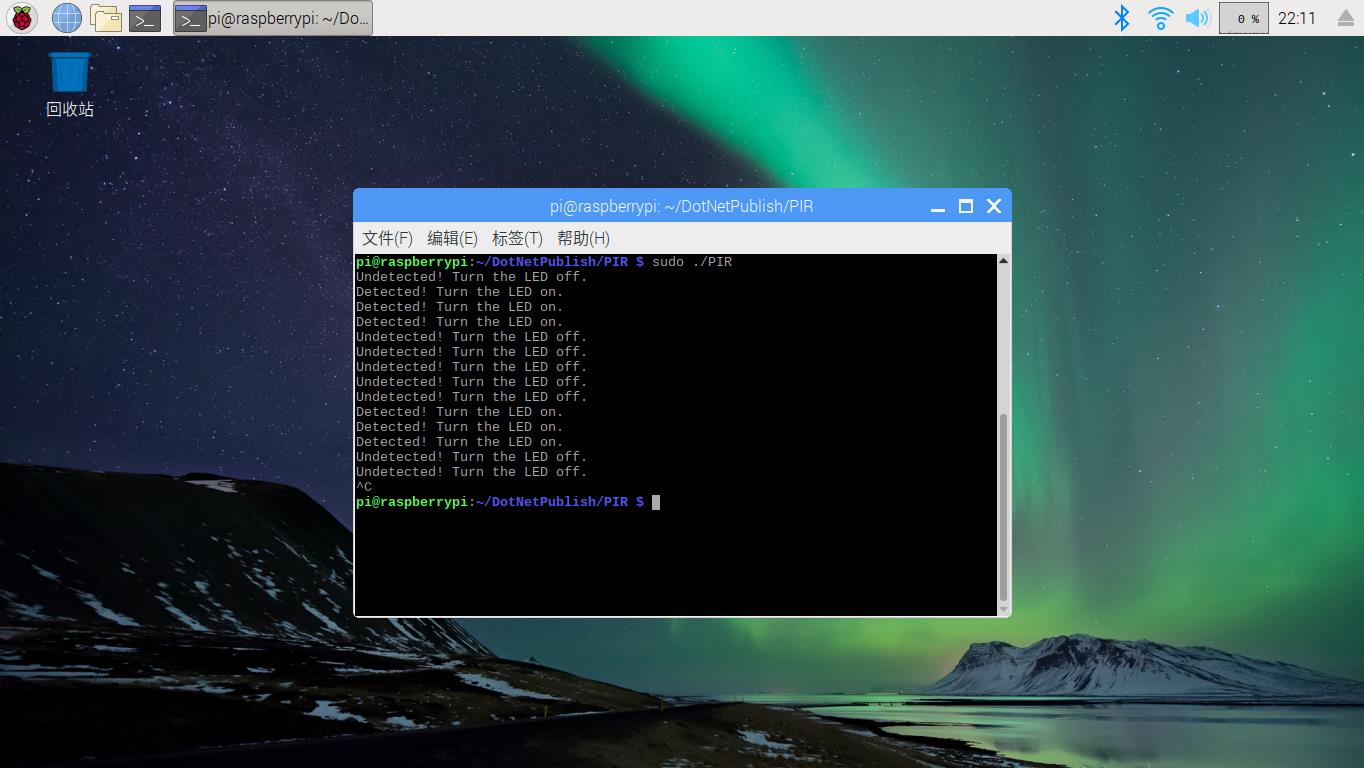 pi@raspberrypi: ~/Do...
0 %
22:11
回收站
pi@raspberrypi: ~/DotNetPublish/PIR
文件(F) 编辑(E) 标签(T) 帮助(H)
pi@raspberrypi:~/DotNetPublish/PIR $ sudo ./PIR
Undetected! Turn the LED off.
Detected! Turn the LED on.
Detected! Turn the LED on.
Detected! Turn the LED on.
Undetected! Turn the LED off.
Undetected! Turn the LED off.
Undetected! Turn the LED off.
Undetected! Turn the LED off.
Undetected! Turn the LED off.
Detected! Turn the LED on.
Detected! Turn the LED on.
Detected! Turn the LED on.
Undetected! Turn the LED off.
Undetected! Turn the LED off.
^C
pi@raspberrypi:~/DotNetPublish/PIR $